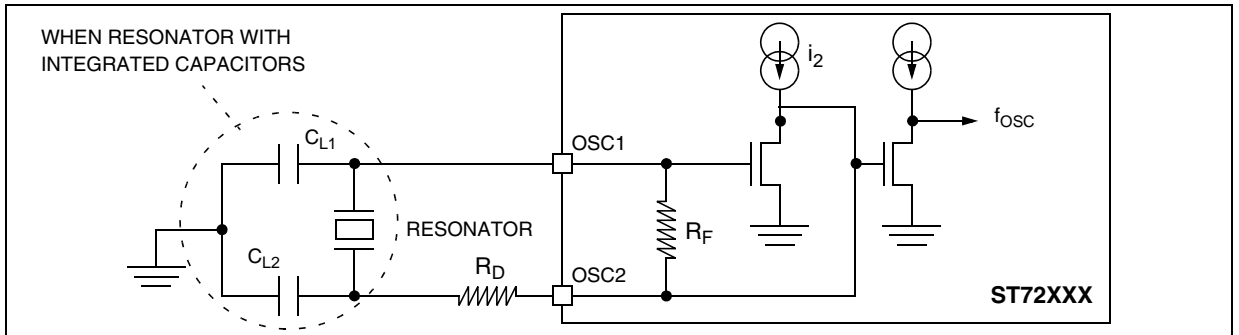 WHEN RESONATOR WITH
INTEGRATED CAPACITORS
i2
fOSC
CL1
OSC1
RESONATOR
RF
CL2
RD
OSC2
ST72XXX